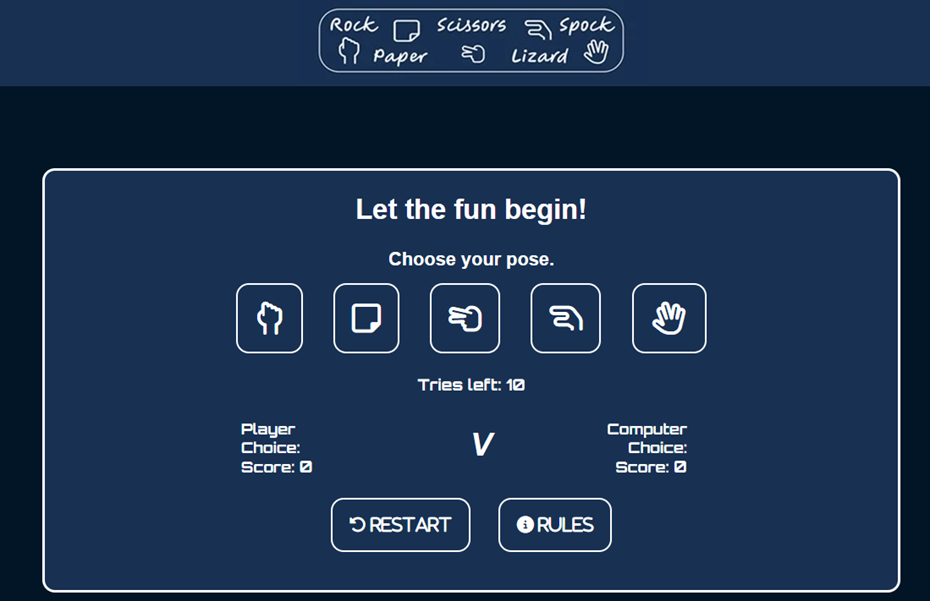 Rock Scissors Spock
Paper Lizard
Let the fun begin!
Choose your pose.
Tries left: 10
Player
Choice:
Score: 0
V
Computer
Choice:
Score: 0
RESTART
RULES